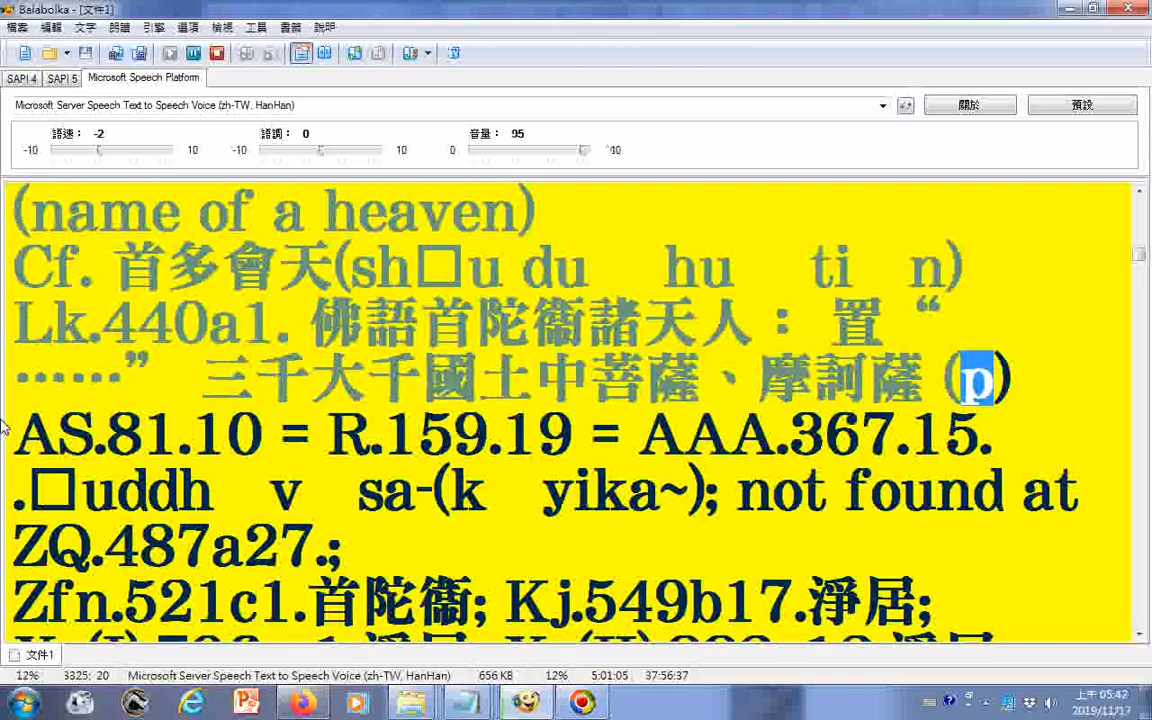 Balabolka - [文件1]
檔案 編輯 文字 朗讀 引擎 選項 檢視 工具 書籤 說明
SAPI 4 SAPI 5 Microsoft Speech Platform
Microsoft Server Speech Text to Speech Voice (zh-TW, HanHan) 關於 預設
語速： -2 語調： 0 音量： 95
-10 10 -10 10 0 100
(name of a heaven)
Cf. 首多會天(sh□u du hu ti n)
Lk.440a1. 佛語首陀衞諸天人： 置 “
……” 三千大千國土中菩薩、摩訶薩 (p)
AS.81.10 = R.159.19 = AAA.367.15.
.□uddh v sa-(k yika~); not found at
ZQ.487a27.;
Zfn.521c1.首陀衞; Kj.549b17.淨居;
文件1
12% 3325: 20 Microsoft Server Speech Text to Speech Voice (zh-TW, HanHan) 656 KB 12% 5:01:05 37:56:37
上午 05:42
2019/11/17